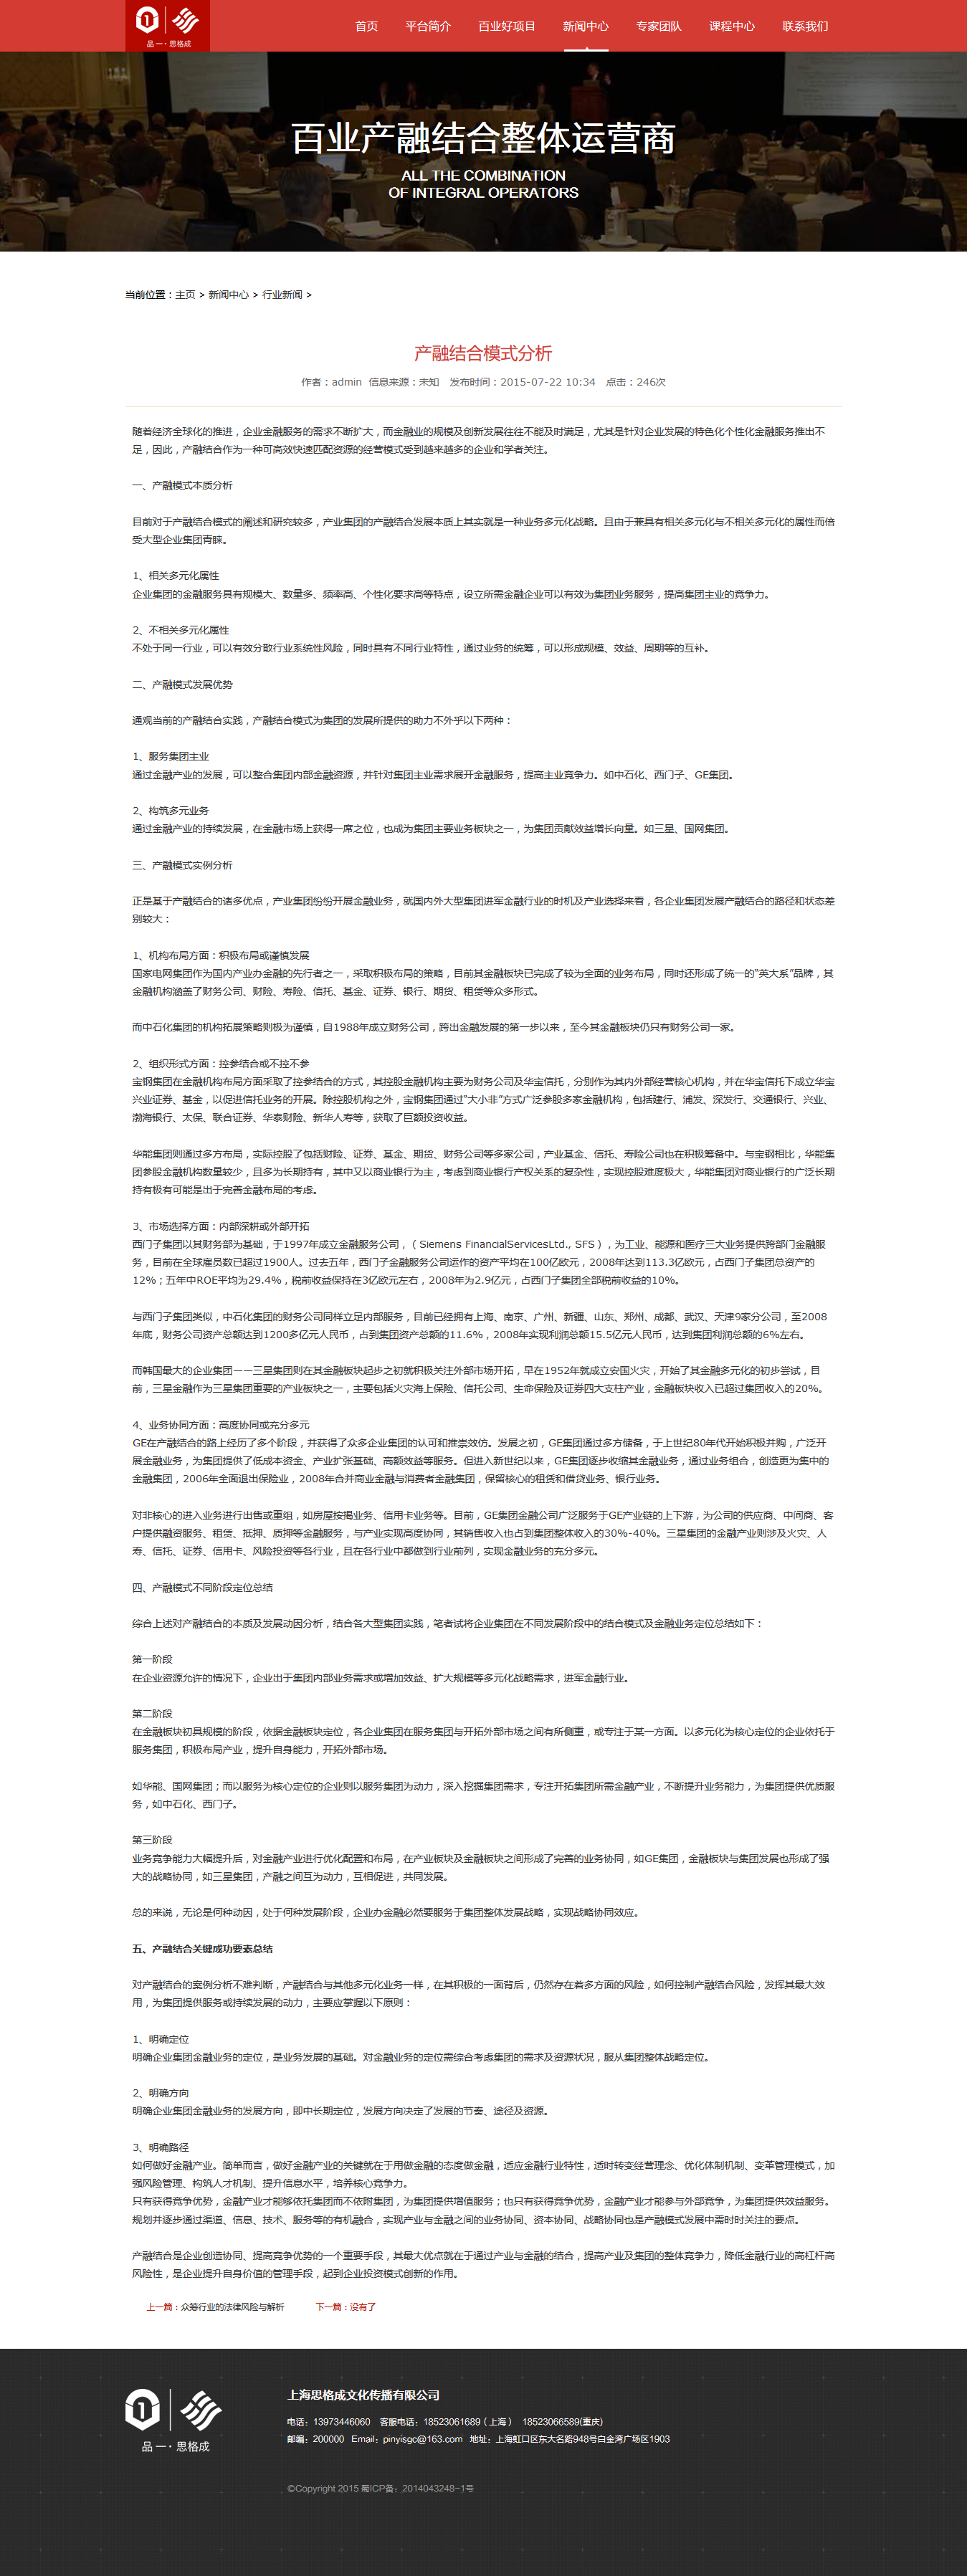 品 一 · 思格成
首页 平台简介 百业好项目 新闻中心 专家团队 课程中心 联系我们
百业产融结合整体运营商
ALL THE COMBINATION
OF INTEGRAL OPERATORS
当前位置：主页 > 新闻中心 > 行业新闻 >
产融结合模式分析
作者：admin 信息来源：未知 发布时间：2015-07-22 10:34 点击：246次
随着经济全球化的推进，企业金融服务的需求不断扩大，而金融业的规模及创新发展往往不能及时满足，尤其是针对企业发展的特色化个性化金融服务推出不
足，因此，产融结合作为一种可高效快速匹配资源的经营模式受到越来越多的企业和学者关注。
一、产融模式本质分析
目前对于产融结合模式的阐述和研究较多，产业集团的产融结合发展本质上其实就是一种业务多元化战略。且由于兼具有相关多元化与不相关多元化的属性而倍
受大型企业集团青睐。
1、相关多元化属性
企业集团的金融服务具有规模大、数量多、频率高、个性化要求高等特点，设立所需金融企业可以有效为集团业务服务，提高集团主业的竞争力。
2、不相关多元化属性
不处于同一行业，可以有效分散行业系统性风险，同时具有不同行业特性，通过业务的统筹，可以形成规模、效益、周期等的互补。
二、产融模式发展优势
通观当前的产融结合实践，产融结合模式为集团的发展所提供的助力不外乎以下两种：
1、服务集团主业
通过金融产业的发展，可以整合集团内部金融资源，并针对集团主业需求展开金融服务，提高主业竞争力。如中石化、西门子、GE集团。
2、构筑多元业务
通过金融产业的持续发展，在金融市场上获得一席之位，也成为集团主要业务板块之一，为集团贡献效益增长向量。如三星、国网集团。
三、产融模式实例分析
正是基于产融结合的诸多优点，产业集团纷纷开展金融业务，就国内外大型集团进军金融行业的时机及产业选择来看，各企业集团发展产融结合的路径和状态差
别较大：
1、机构布局方面：积极布局或谨慎发展
国家电网集团作为国内产业办金融的先行者之一，采取积极布局的策略，目前其金融板块已完成了较为全面的业务布局，同时还形成了统一的“英大系”品牌，其
金融机构涵盖了财务公司、财险、寿险、信托、基金、证券、银行、期货、租赁等众多形式。
而中石化集团的机构拓展策略则极为谨慎，自1988年成立财务公司，跨出金融发展的第一步以来，至今其金融板块仍只有财务公司一家。
2、组织形式方面：控参结合或不控不参
宝钢集团在金融机构布局方面采取了控参结合的方式，其控股金融机构主要为财务公司及华宝信托，分别作为其内外部经营核心机构，并在华宝信托下成立华宝
兴业证券、基金，以促进信托业务的开展。除控股机构之外，宝钢集团通过“大小非”方式广泛参股多家金融机构，包括建行、浦发、深发行、交通银行、兴业、
渤海银行、太保、联合证券、华泰财险、新华人寿等，获取了巨额投资收益。
华能集团则通过多方布局，实际控股了包括财险、证券、基金、期货、财务公司等多家公司，产业基金、信托、寿险公司也在积极筹备中。与宝钢相比，华能集
团参股金融机构数量较少，且多为长期持有，其中又以商业银行为主，考虑到商业银行产权关系的复杂性，实现控股难度极大，华能集团对商业银行的广泛长期
持有极有可能是出于完善金融布局的考虑。
3、市场选择方面：内部深耕或外部开拓
西门子集团以其财务部为基础，于1997年成立金融服务公司，（Siemens FinancialServicesLtd., SFS），为工业、能源和医疗三大业务提供跨部门金融服
务，目前在全球雇员数已超过1900人。过去五年，西门子金融服务公司运作的资产平均在100亿欧元，2008年达到113.3亿欧元，占西门子集团总资产的
12%；五年中ROE平均为29.4%，税前收益保持在3亿欧元左右，2008年为2.9亿元，占西门子集团全部税前收益的10%。
与西门子集团类似，中石化集团的财务公司同样立足内部服务，目前已经拥有上海、南京、广州、新疆、山东、郑州、成都、武汉、天津9家分公司，至2008
年底，财务公司资产总额达到1200多亿元人民币，占到集团资产总额的11.6%，2008年实现利润总额15.5亿元人民币，达到集团利润总额的6%左右。
而韩国最大的企业集团——三星集团则在其金融板块起步之初就积极关注外部市场开拓，早在1952年就成立安国火灾，开始了其金融多元化的初步尝试，目
前，三星金融作为三星集团重要的产业板块之一，主要包括火灾海上保险、信托公司、生命保险及证券四大支柱产业，金融板块收入已超过集团收入的20%。
4、业务协同方面：高度协同或充分多元
GE在产融结合的路上经历了多个阶段，并获得了众多企业集团的认可和推崇效仿。发展之初，GE集团通过多方储备，于上世纪80年代开始积极并购，广泛开
展金融业务，为集团提供了低成本资金、产业扩张基础、高额效益等服务。但进入新世纪以来，GE集团逐步收缩其金融业务，通过业务组合，创造更为集中的
金融集团，2006年全面退出保险业，2008年合并商业金融与消费者金融集团，保留核心的租赁和借贷业务、银行业务。
对非核心的进入业务进行出售或重组，如房屋按揭业务、信用卡业务等。目前，GE集团金融公司广泛服务于GE产业链的上下游，为公司的供应商、中间商、客
户提供融资服务、租赁、抵押、质押等金融服务，与产业实现高度协同，其销售收入也占到集团整体收入的30%-40%。三星集团的金融产业则涉及火灾、人
寿、信托、证券、信用卡、风险投资等各行业，且在各行业中都做到行业前列，实现金融业务的充分多元。
四、产融模式不同阶段定位总结
综合上述对产融结合的本质及发展动因分析，结合各大型集团实践，笔者试将企业集团在不同发展阶段中的结合模式及金融业务定位总结如下：
第一阶段
在企业资源允许的情况下，企业出于集团内部业务需求或增加效益、扩大规模等多元化战略需求，进军金融行业。
第二阶段
在金融板块初具规模的阶段，依据金融板块定位，各企业集团在服务集团与开拓外部市场之间有所侧重，或专注于某一方面。以多元化为核心定位的企业依托于
服务集团，积极布局产业，提升自身能力，开拓外部市场。
如华能、国网集团；而以服务为核心定位的企业则以服务集团为动力，深入挖掘集团需求，专注开拓集团所需金融产业，不断提升业务能力，为集团提供优质服
务，如中石化、西门子。
第三阶段
业务竞争能力大幅提升后，对金融产业进行优化配置和布局，在产业板块及金融板块之间形成了完善的业务协同，如GE集团，金融板块与集团发展也形成了强
大的战略协同，如三星集团，产融之间互为动力，互相促进，共同发展。
总的来说，无论是何种动因，处于何种发展阶段，企业办金融必然要服务于集团整体发展战略，实现战略协同效应。
五、产融结合关键成功要素总结
对产融结合的案例分析不难判断，产融结合与其他多元化业务一样，在其积极的一面背后，仍然存在着多方面的风险，如何控制产融结合风险，发挥其最大效
用，为集团提供服务或持续发展的动力，主要应掌握以下原则：
1、明确定位
明确企业集团金融业务的定位，是业务发展的基础。对金融业务的定位需综合考虑集团的需求及资源状况，服从集团整体战略定位。
2、明确方向
明确企业集团金融业务的发展方向，即中长期定位，发展方向决定了发展的节奏、途径及资源。
3、明确路径
如何做好金融产业。简单而言，做好金融产业的关键就在于用做金融的态度做金融，适应金融行业特性，适时转变经营理念、优化体制机制、变革管理模式，加
强风险管理、构筑人才机制、提升信息水平，培养核心竞争力。
只有获得竞争优势，金融产业才能够依托集团而不依附集团，为集团提供增值服务；也只有获得竞争优势，金融产业才能参与外部竞争，为集团提供效益服务。
规划并逐步通过渠道、信息、技术、服务等的有机融合，实现产业与金融之间的业务协同、资本协同、战略协同也是产融模式发展中需时时关注的要点。
产融结合是企业创造协同、提高竞争优势的一个重要手段，其最大优点就在于通过产业与金融的结合，提高产业及集团的整体竞争力，降低金融行业的高杠杆高
风险性，是企业提升自身价值的管理手段，起到企业投资模式创新的作用。
上一篇：众筹行业的法律风险与解析 下一篇：没有了
品 一 · 思格成
上海思格成文化传播有限公司
电话：13973446060 客服电话：18523061689（上海） 18523066589(重庆)
邮编：200000 Email：pinyisgc@163.com 地址：上海虹口区东大名路948号白金湾广场区1903
©Copyright 2015 蜀ICP备：2014043248-1号